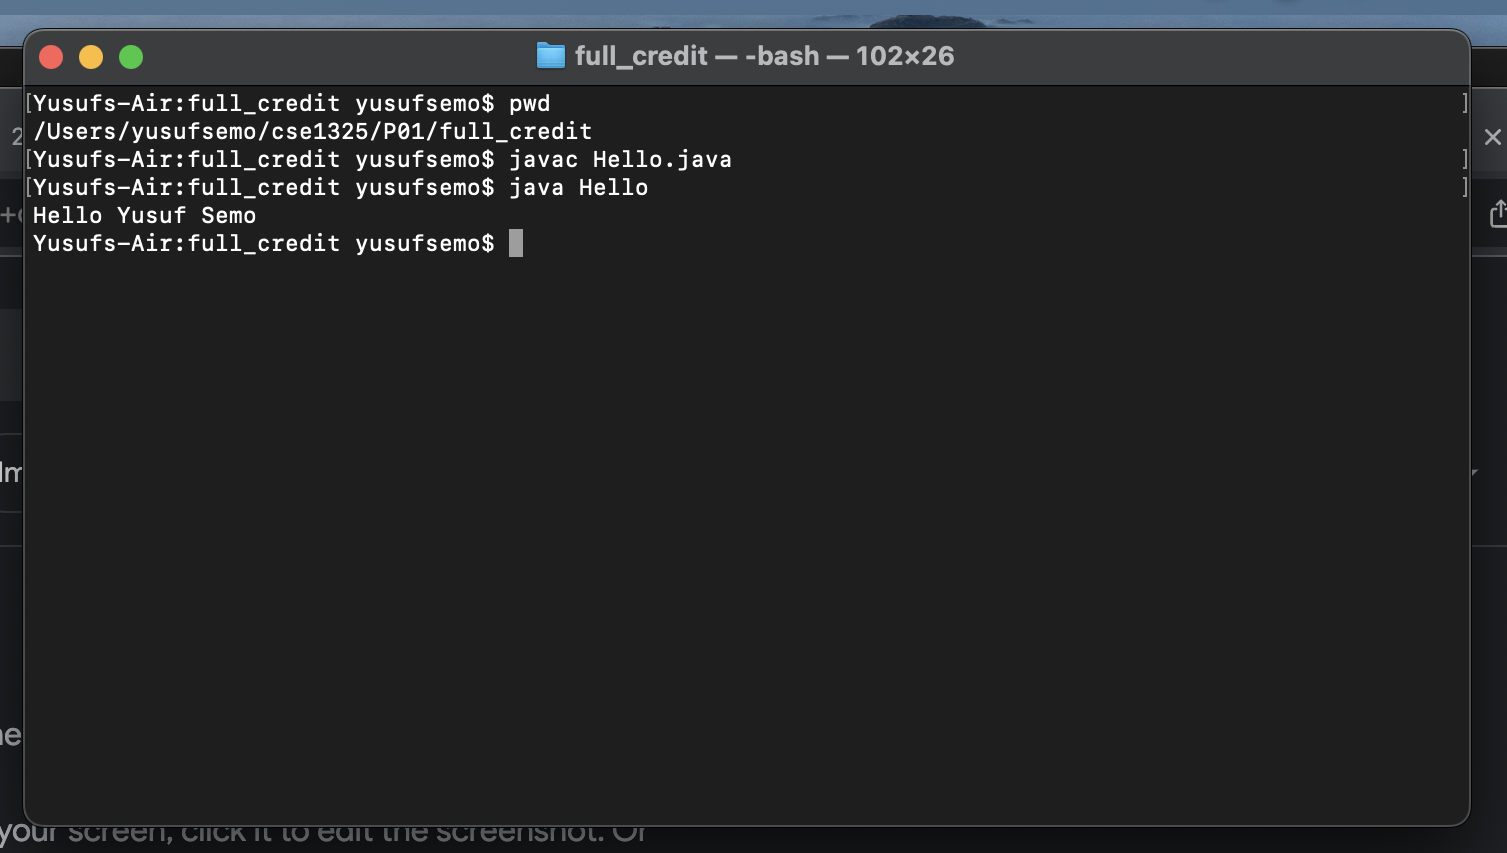 full_credit — -bash — 102×26
[Yusufs-Air:full_credit yusufsemo$ pwd ]
/Users/yusufsemo/cse1325/P01/full_credit
[Yusufs-Air:full_credit yusufsemo$ javac Hello.java ]
[Yusufs-Air:full_credit yusufsemo$ java Hello ]
Hello Yusuf Semo
Yusufs-Air:full_credit yusufsemo$
your screen, click it to edit the screenshot. Or